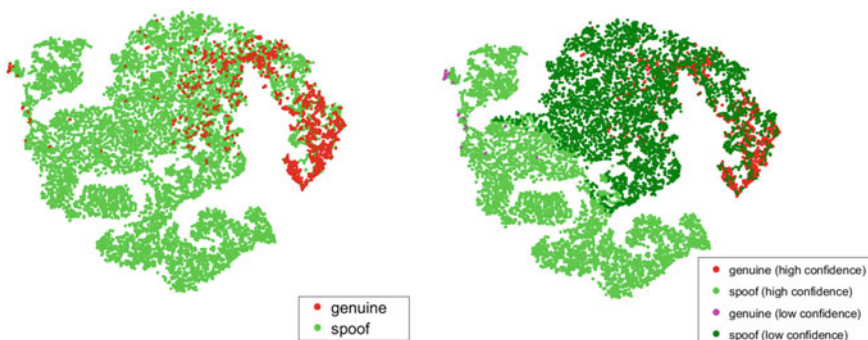 genuine
spoof
genuine (high confidence)
spoof (high confidence)
genuine (low confidence)
spoof (low confidence)